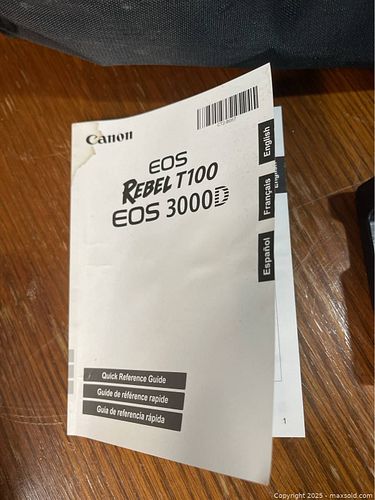 Canon
EOS
REBEL T100
EOS 3000D
English
English
Français
Español
Quick Reference Guide
Guide de référence rapide
Guía de referencia rápida
1
Copyright 2025 - maxsold.com